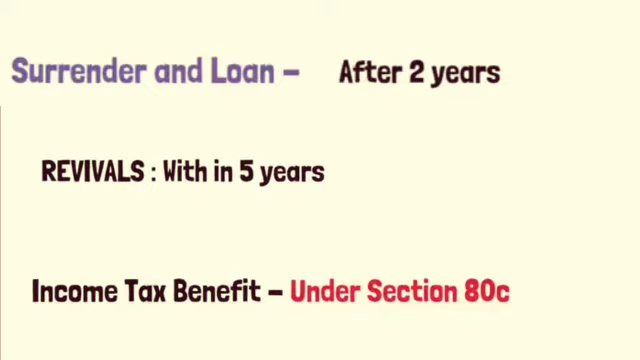 Surrender and Loan – After 2 years
REVIVALS : With in 5 years
Income Tax Benefit – Under Section 80c